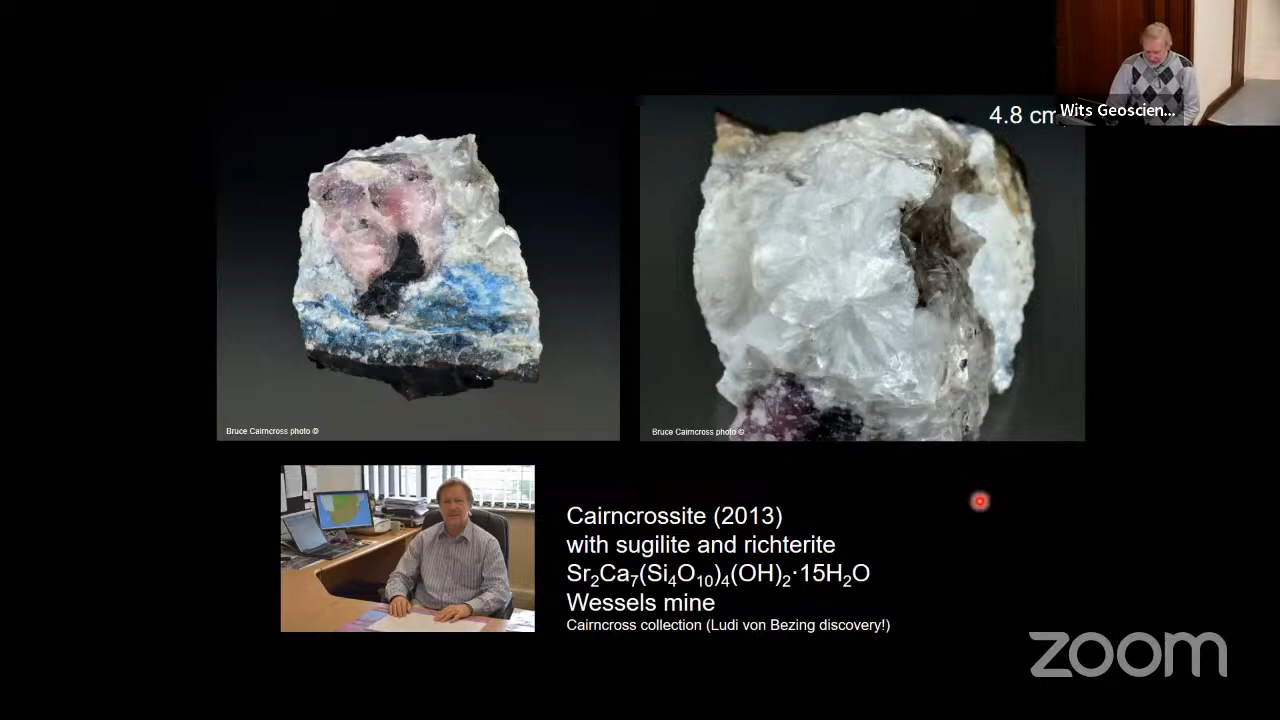 4.8 cm
Wits Geoscien...
Bruce Cairncross photo ©
Bruce Cairncross photo ©
Cairncrossite (2013)
with sugilite and richterite
Sr₂Ca₇(Si₄O₁₀)₄(OH)₂·15H₂O
Wessels mine
Cairncross collection (Ludi von Bezing discovery!)
zoom